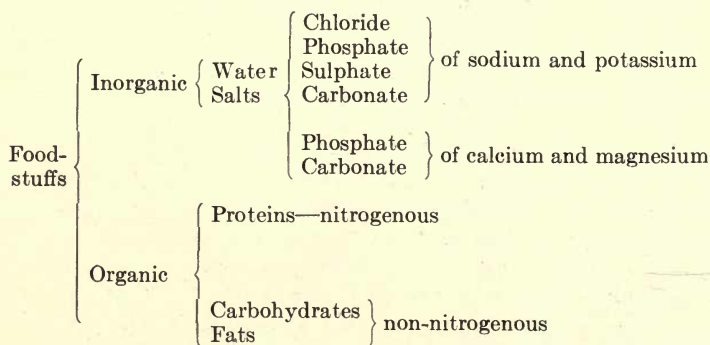 Chloride
Phosphate
Sulphate
Carbonate
of sodium and potassium
Inorganic
Water
Salts
Phosphate
Carbonate
of calcium and magnesium
Food-
stuffs
Organic
Proteins—nitrogenous
Carbohydrates
Fats
non-nitrogenous